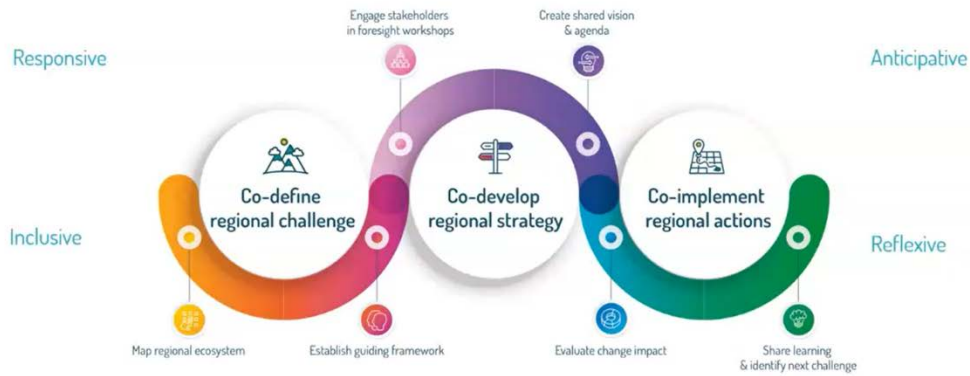 Engage stakeholders
in foresight workshops
Create shared vision
& agenda
Responsive
Anticipative
Co-define
regional challenge
Co-develop
regional strategy
Co-implement
regional actions
Inclusive
Reflexive
Map regional ecosystem
Establish guiding framework
Evaluate change impact
Share learning
& identify next challenge